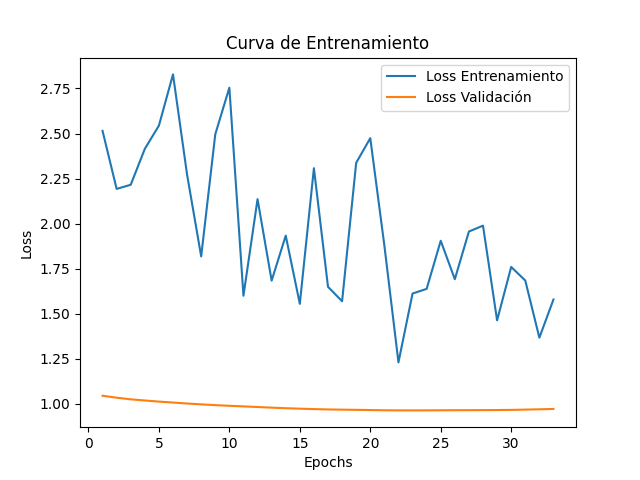 Curva de Entrenamiento
Loss Entrenamiento
Loss Validación
Loss
2.75
2.50
2.25
2.00
1.75
1.50
1.25
1.00
0 5 10 15 20 25 30
Epochs